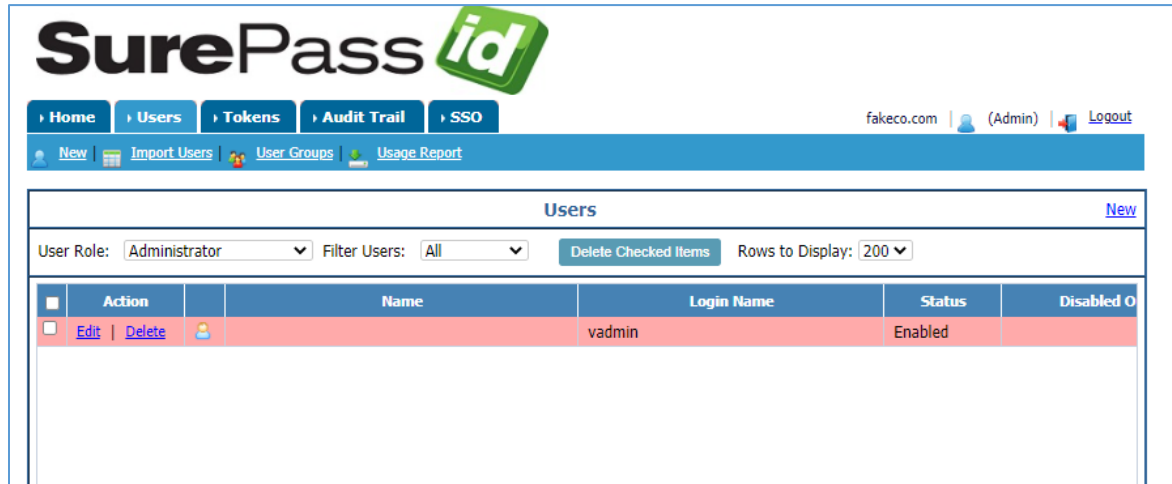 SurePass id
Home Users Tokens Audit Trail SSO fakeco.com | (Admin) | Logout
New | Import Users | User Groups | Usage Report
Users New
User Role: Administrator Filter Users: All Delete Checked Items Rows to Display: 200
Action Name Login Name Status Disabled O
Edit | Delete vadmin Enabled